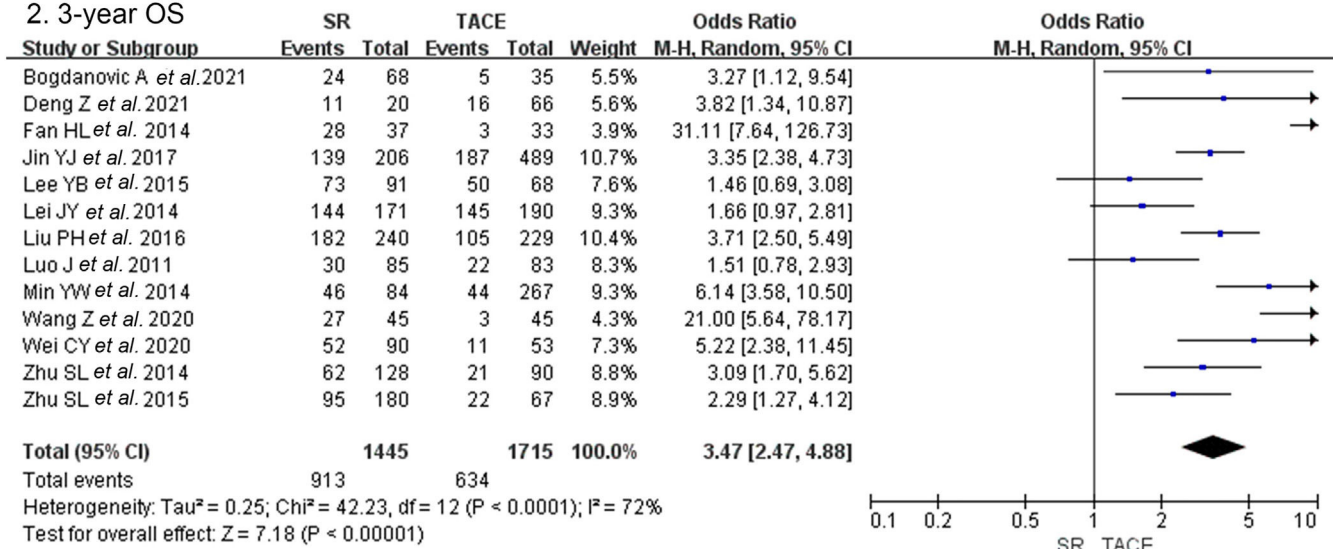 2. 3-year OS
SR TACE Odds Ratio Odds Ratio
Study or Subgroup Events Total Events Total Weight M-H, Random, 95% CI M-H, Random, 95% CI
Bogdanovic A et al.2021 24 68 5 35 5.5% 3.27 [1.12, 9.54]
Deng Z et al. 2021 11 20 16 66 5.6% 3.82 [1.34, 10.87]
Fan HL et al. 2014 28 37 3 33 3.9% 31.11 [7.64, 126.73]
Jin YJ et al. 2017 139 206 187 489 10.7% 3.35 [2.38, 4.73]
Lee YB et al. 2015 73 91 50 68 7.6% 1.46 [0.69, 3.08]
Lei JY et al. 2014 144 171 145 190 9.3% 1.66 [0.97, 2.81]
Liu PH et al. 2016 182 240 105 229 10.4% 3.71 [2.50, 5.49]
Luo J et al. 2011 30 85 22 83 8.3% 1.51 [0.78, 2.93]
Min YW et al. 2014 46 84 44 267 9.3% 6.14 [3.58, 10.50]
Wang Z et al. 2020 27 45 3 45 4.3% 21.00 [5.64, 78.17]
Wei CY et al. 2020 52 90 11 53 7.3% 5.22 [2.38, 11.45]
Zhu SL et al. 2014 62 128 21 90 8.8% 3.09 [1.70, 5.62]
Zhu SL et al. 2015 95 180 22 67 8.9% 2.29 [1.27, 4.12]
Total (95% CI) 1445 1715 100.0% 3.47 [2.47, 4.88]
Total events 913 634
Heterogeneity: Tau² = 0.25; Chi² = 42.23, df = 12 (P < 0.0001); I² = 72%
Test for overall effect: Z = 7.18 (P < 0.00001)
0.1 0.2 0.5 1 2 5 10
SR TACE